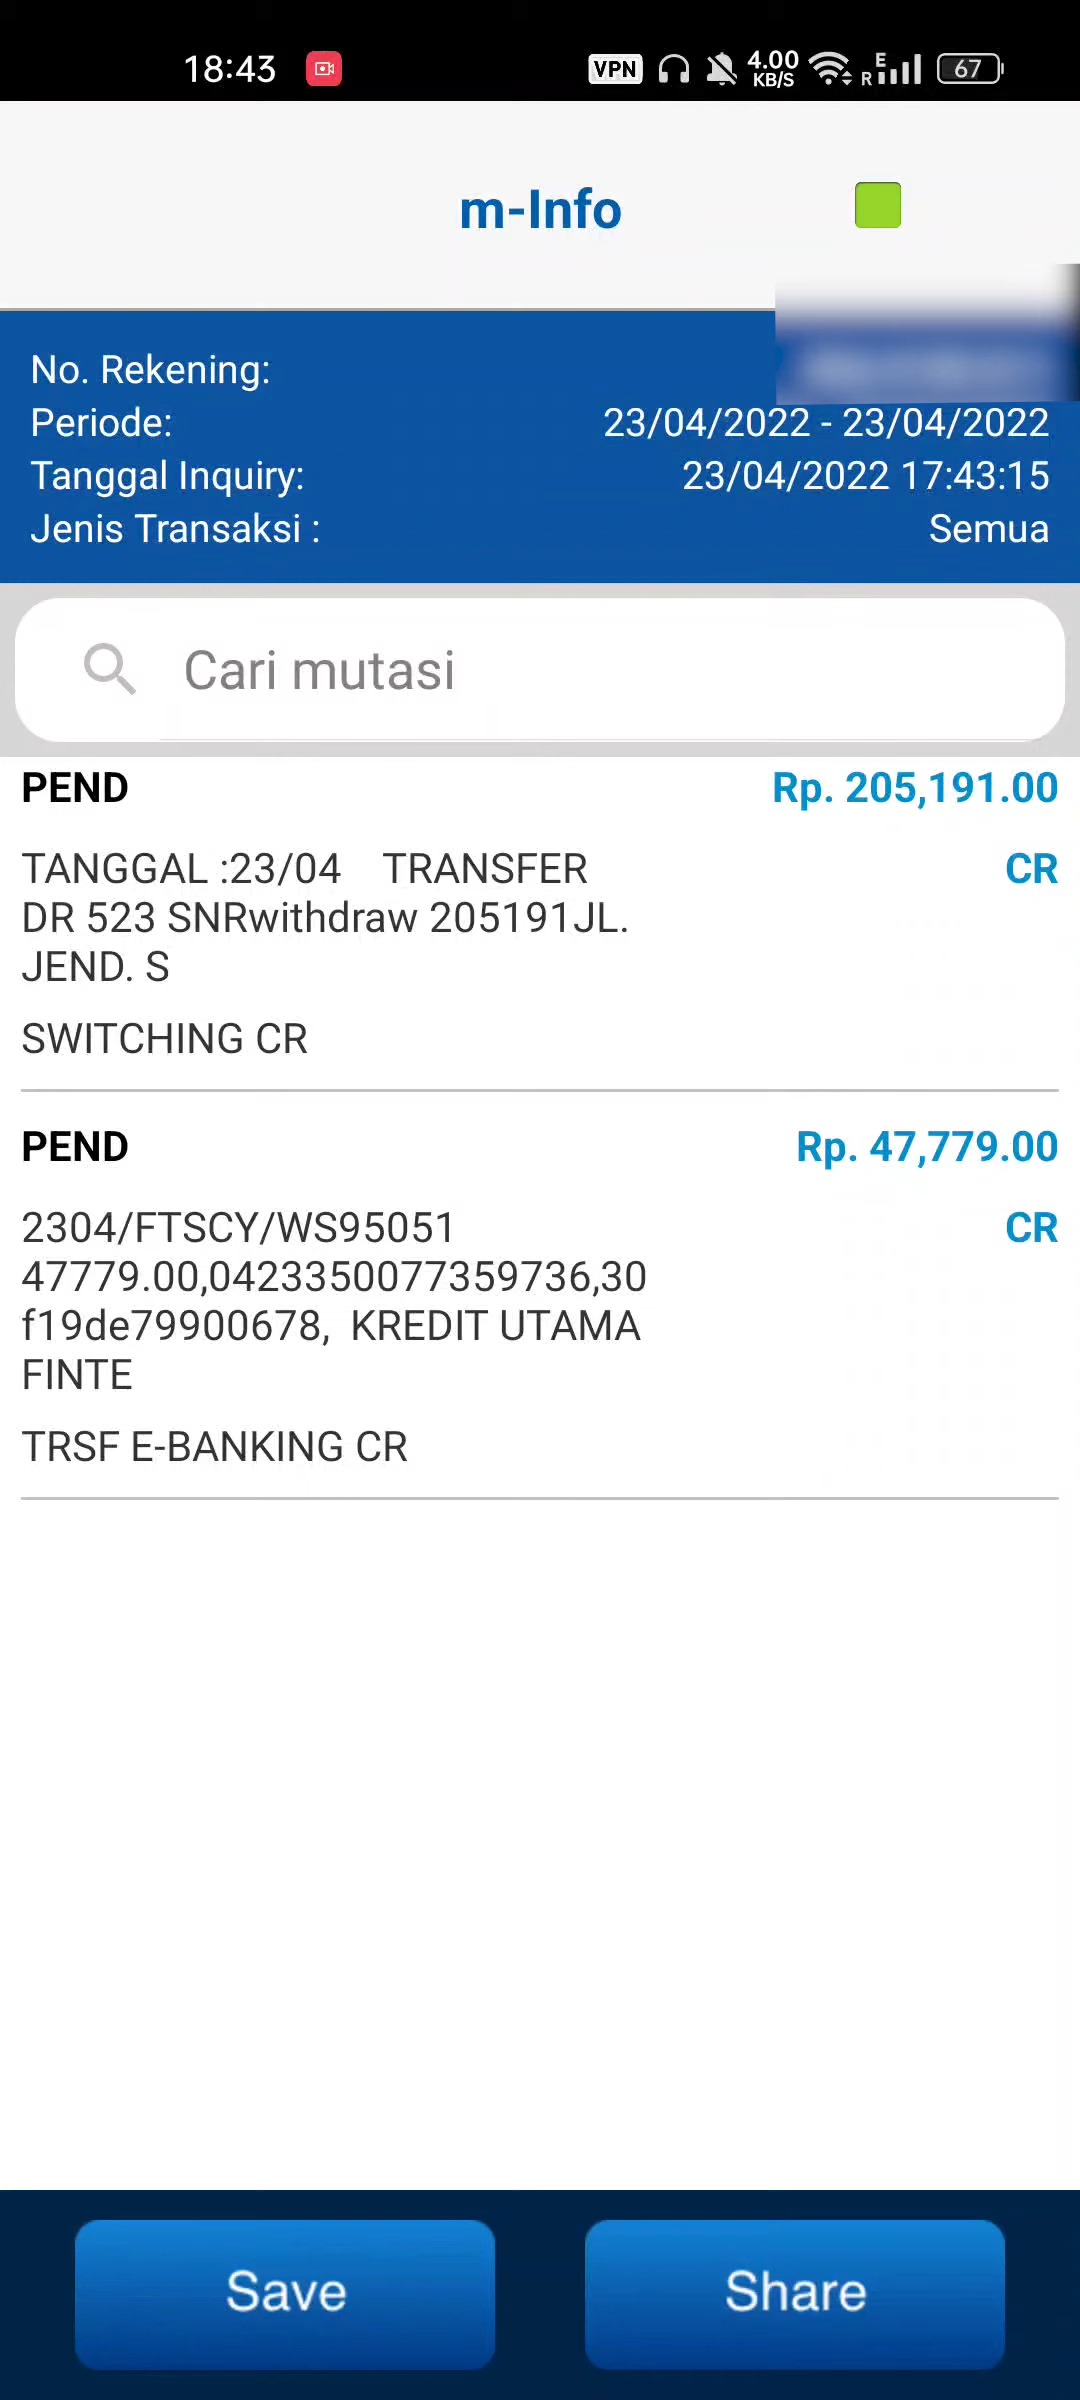 18:43 VPN 4.00 KB/S R E 67
m-Info
No. Rekening:
Periode: 23/04/2022 - 23/04/2022
Tanggal Inquiry: 23/04/2022 17:43:15
Jenis Transaksi : Semua
Cari mutasi
PEND Rp. 205,191.00
TANGGAL :23/04 TRANSFER CR
DR 523 SNRwithdraw 205191JL.
JEND. S
SWITCHING CR
PEND Rp. 47,779.00
2304/FTSCY/WS95051 CR
47779.00,0423350077359736,30
f19de79900678, KREDIT UTAMA
FINTE
TRSF E-BANKING CR
Save Share